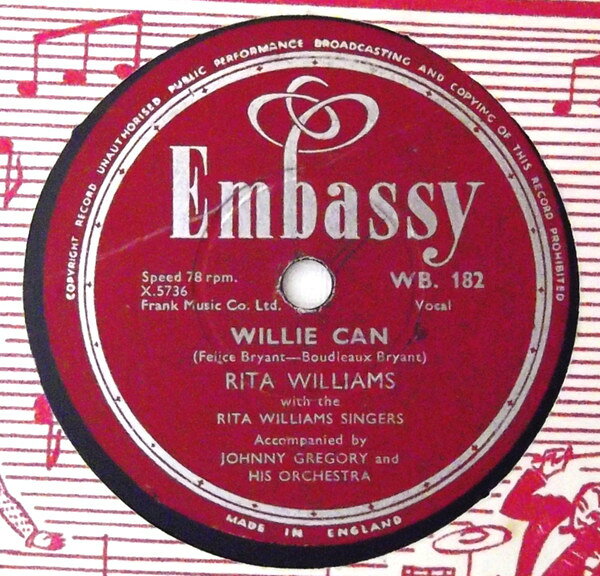 COPYRIGHT RECORD UNAUTHORISED PUBLIC PERFORMANCE BROADCASTING AND COPYING OF THIS RECORD PROHIBITED
Embassy
Speed 78 rpm.
X.5736
Frank Music Co. Ltd.
WB. 182
Vocal
WILLIE CAN
(Felice Bryant—Boudleaux Bryant)
RITA WILLIAMS
with the
RITA WILLIAMS SINGERS
Accompanied by
JOHNNY GREGORY and
HIS ORCHESTRA
MADE IN ENGLAND